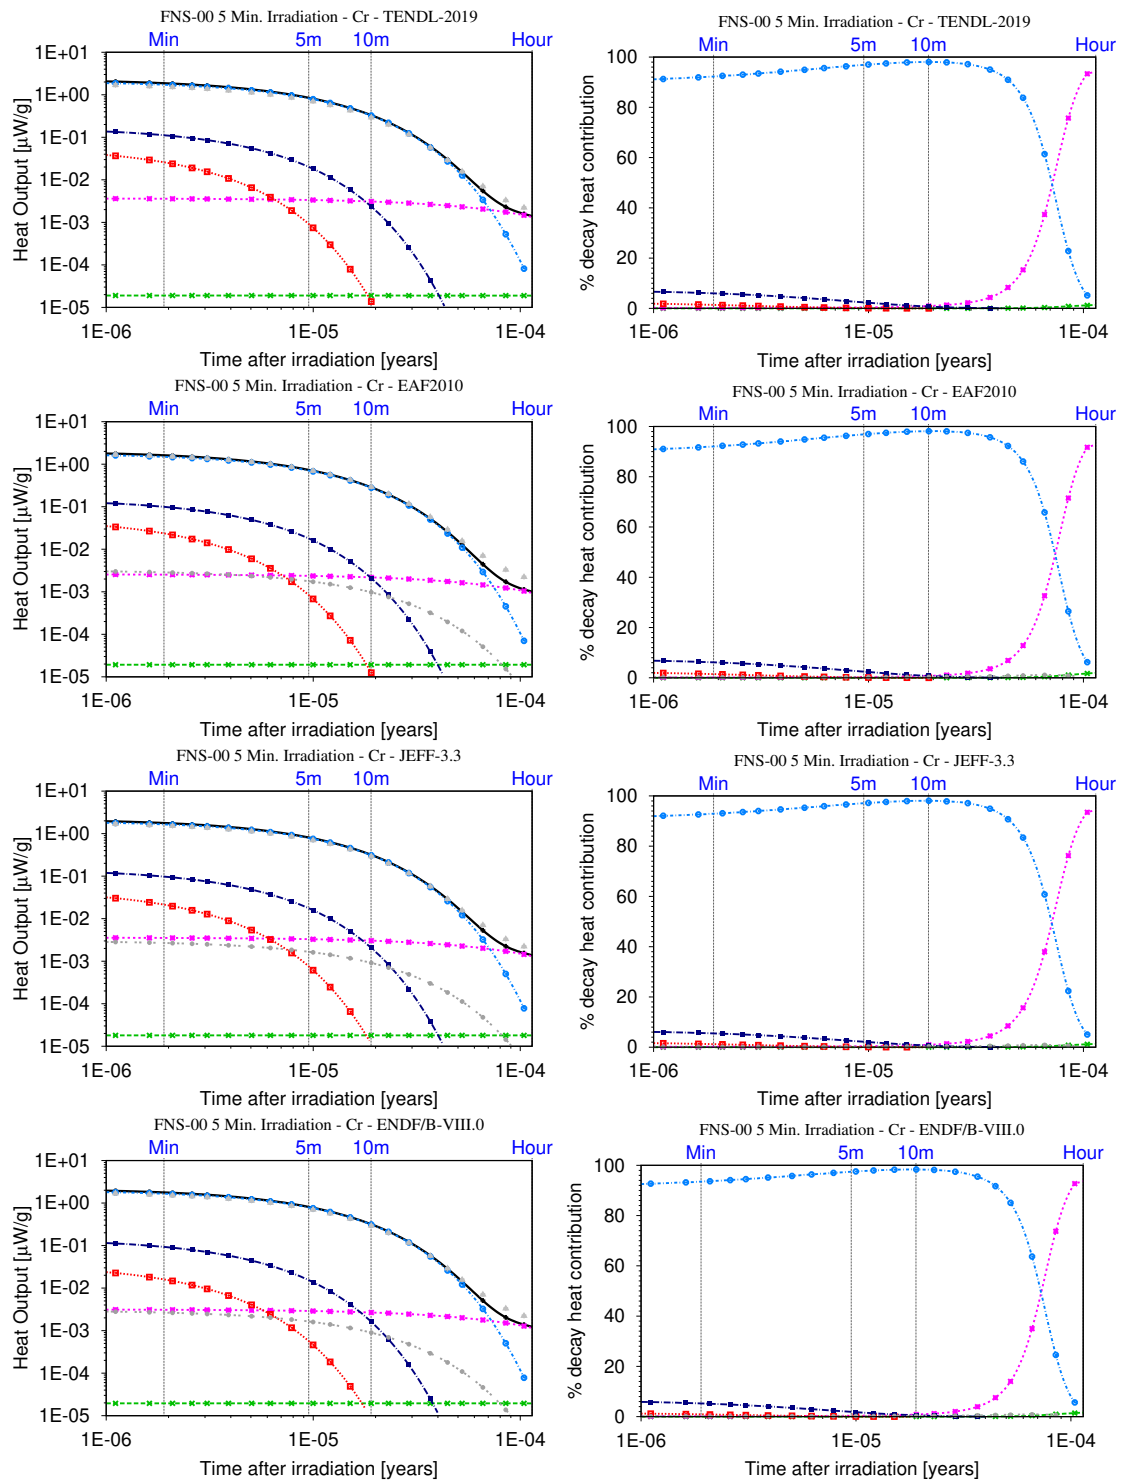 FNS-00 5 Min. Irradiation - Cr - TENDL-2019
Min 5m 10m Hour
1E+01
1E+00
1E-01
1E-02
1E-03
1E-04
1E-05
Heat Output [µW/g]
1E-06 1E-05 1E-04
Time after irradiation [years]
FNS-00 5 Min. Irradiation - Cr - TENDL-2019
Min 5m 10m Hour
100
80
60
40
20
0
% decay heat contribution
1E-06 1E-05 1E-04
Time after irradiation [years]
FNS-00 5 Min. Irradiation - Cr - EAF2010
Min 5m 10m Hour
1E+01
1E+00
1E-01
1E-02
1E-03
1E-04
1E-05
Heat Output [µW/g]
1E-06 1E-05 1E-04
Time after irradiation [years]
FNS-00 5 Min. Irradiation - Cr - EAF2010
Min 5m 10m Hour
100
80
60
40
20
0
% decay heat contribution
1E-06 1E-05 1E-04
Time after irradiation [years]
FNS-00 5 Min. Irradiation - Cr - JEFF-3.3
Min 5m 10m Hour
1E+01
1E+00
1E-01
1E-02
1E-03
1E-04
1E-05
Heat Output [µW/g]
1E-06 1E-05 1E-04
Time after irradiation [years]
FNS-00 5 Min. Irradiation - Cr - JEFF-3.3
Min 5m 10m Hour
100
80
60
40
20
0
% decay heat contribution
1E-06 1E-05 1E-04
Time after irradiation [years]
FNS-00 5 Min. Irradiation - Cr - ENDF/B-VIII.0
Min 5m 10m Hour
1E+01
1E+00
1E-01
1E-02
1E-03
1E-04
1E-05
Heat Output [µW/g]
1E-06 1E-05 1E-04
Time after irradiation [years]
FNS-00 5 Min. Irradiation - Cr - ENDF/B-VIII.0
Min 5m 10m Hour
100
80
60
40
20
0
% decay heat contribution
1E-06 1E-05 1E-04
Time after irradiation [years]